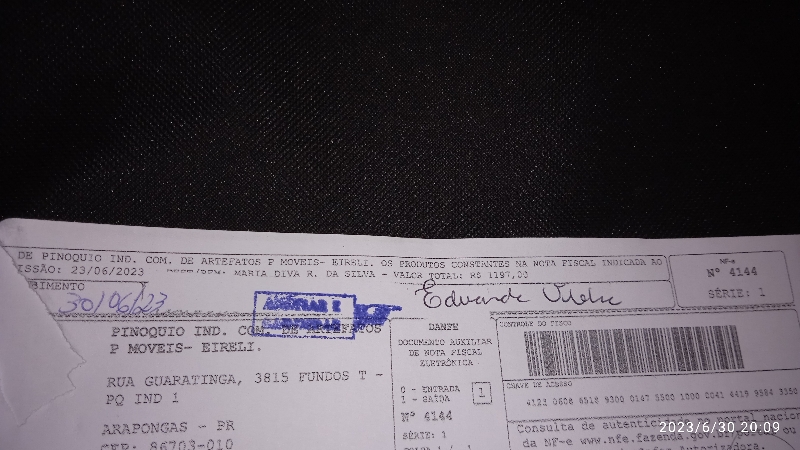 DE PINOQUIO IND. COM. DE ARTEFATOS P MOVEIS- EIRELI. OS PRODUTOS CONSTANTES NA NOTA FISCAL INDICADA AO
ISSÃO: 23/06/2023 MARIA DIVA R. DA SILVA - VALOR TOTAL: R$ 1197,00
BIMENTO
30/06/23
NF-e
Nº 4144
SÉRIE: 1
PINOQUIO IND. COM. DE ARTEFATOS
P MOVEIS- EIRELI.
RUA GUARATINGA, 3815 FUNDOS T -
PQ IND 1
ARAPONGAS - PR
CEP: 86703-010
DANFE
DOCUMENTO AUXILIAR
DE NOTA FISCAL
ELETRÔNICA
0 - ENTRADA
1 - SAÍDA
1
Nº 4144
SÉRIE: 1
CONTROLE DO FISCO
CHAVE DE ACESSO
4123 0608 8518 9300 0147 5500 1000 0041 4419 9584 3350
Consulta de autenticidade no portal nacional
da NF-e www.nfe.fazenda.gov.br/portal ou
Autorizadora.
2023/6/30 20:09